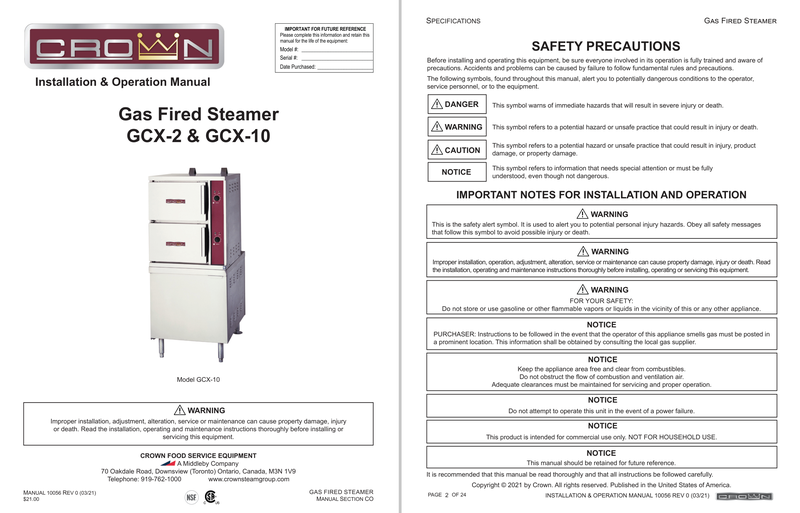 CROWN
IMPORTANT FOR FUTURE REFERENCE
Please complete this information and retain this
manual for the life of the equipment:
Model #:
Serial #:
Date Purchased:
Installation & Operation Manual
Gas Fired Steamer
GCX-2 & GCX-10
Model GCX-10
WARNING
Improper installation, adjustment, alteration, service or maintenance can cause property damage, injury
or death. Read the installation, operating and maintenance instructions thoroughly before installing or
servicing this equipment.
CROWN FOOD SERVICE EQUIPMENT
A Middleby Company
70 Oakdale Road, Downsview (Toronto) Ontario, Canada, M3N 1V9
Telephone: 919-762-1000 www.crownsteamgroup.com
MANUAL 10056 REV 0 (03/21)
$21.00
NSF
GAS FIRED STEAMER
MANUAL SECTION CO
SPECIFICATIONS
GAS FIRED STEAMER
SAFETY PRECAUTIONS
Before installing and operating this equipment, be sure everyone involved in its operation is fully trained and aware of
precautions. Accidents and problems can be caused by failure to follow fundamental rules and precautions.
The following symbols, found throughout this manual, alert you to potentially dangerous conditions to the operator,
service personnel, or to the equipment.
DANGER
This symbol warns of immediate hazards that will result in severe injury or death.
WARNING
This symbol refers to a potential hazard or unsafe practice that could result in injury or death.
CAUTION
This symbol refers to a potential hazard or unsafe practice that could result in injury, product
damage, or property damage.
NOTICE
This symbol refers to information that needs special attention or must be fully
understood, even though not dangerous.
IMPORTANT NOTES FOR INSTALLATION AND OPERATION
WARNING
This is the safety alert symbol. It is used to alert you to potential personal injury hazards. Obey all safety messages
that follow this symbol to avoid possible injury or death.
WARNING
Improper installation, operation, adjustment, alteration, service or maintenance can cause property damage, injury or death. Read
the installation, operating and maintenance instructions thoroughly before installing, operating or servicing this equipment.
WARNING
FOR YOUR SAFETY:
Do not store or use gasoline or other flammable vapors or liquids in the vicinity of this or any other appliance.
NOTICE
PURCHASER: Instructions to be followed in the event that the operator of this appliance smells gas must be posted in
a prominent location. This information shall be obtained by consulting the local gas supplier.
NOTICE
Keep the appliance area free and clear from combustibles.
Do not obstruct the flow of combustion and ventilation air.
Adequate clearances must be maintained for servicing and proper operation.
NOTICE
Do not attempt to operate this unit in the event of a power failure.
NOTICE
This product is intended for commercial use only. NOT FOR HOUSEHOLD USE.
NOTICE
This manual should be retained for future reference.
It is recommended that this manual be read thoroughly and that all instructions be followed carefully.
Copyright © 2021 by Crown. All rights reserved. Published in the United States of America.
PAGE 2 OF 24
INSTALLATION & OPERATION MANUAL 10056 REV 0 (03/21)
CROWN